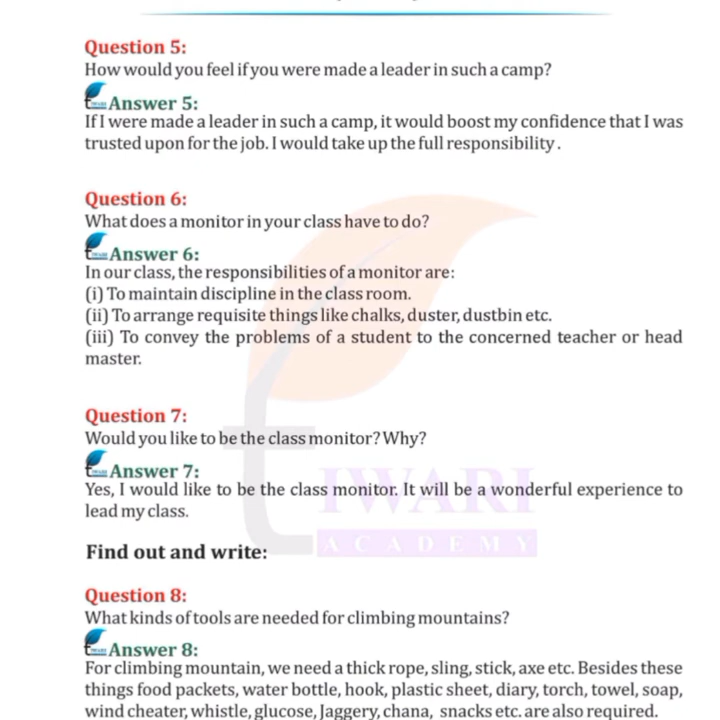 Question 5:
How would you feel if you were made a leader in such a camp?
Answer 5:
If I were made a leader in such a camp, it would boost my confidence that I was
trusted upon for the job. I would take up the full responsibility.
Question 6:
What does a monitor in your class have to do?
Answer 6:
In our class, the responsibilities of a monitor are:
(i) To maintain discipline in the class room.
(ii) To arrange requisite things like chalks, duster, dustbin etc.
(iii) To convey the problems of a student to the concerned teacher or head
master.
Question 7:
Would you like to be the class monitor? Why?
Answer 7:
Yes, I would like to be the class monitor. It will be a wonderful experience to
lead my class.
IWARI
ACADEMY
Find out and write:
Question 8:
What kinds of tools are needed for climbing mountains?
Answer 8:
For climbing mountain, we need a thick rope, sling, stick, axe etc. Besides these
things food packets, water bottle, hook, plastic sheet, diary, torch, towel, soap,
wind cheater, whistle, glucose, Jaggery, chana, snacks etc. are also required.